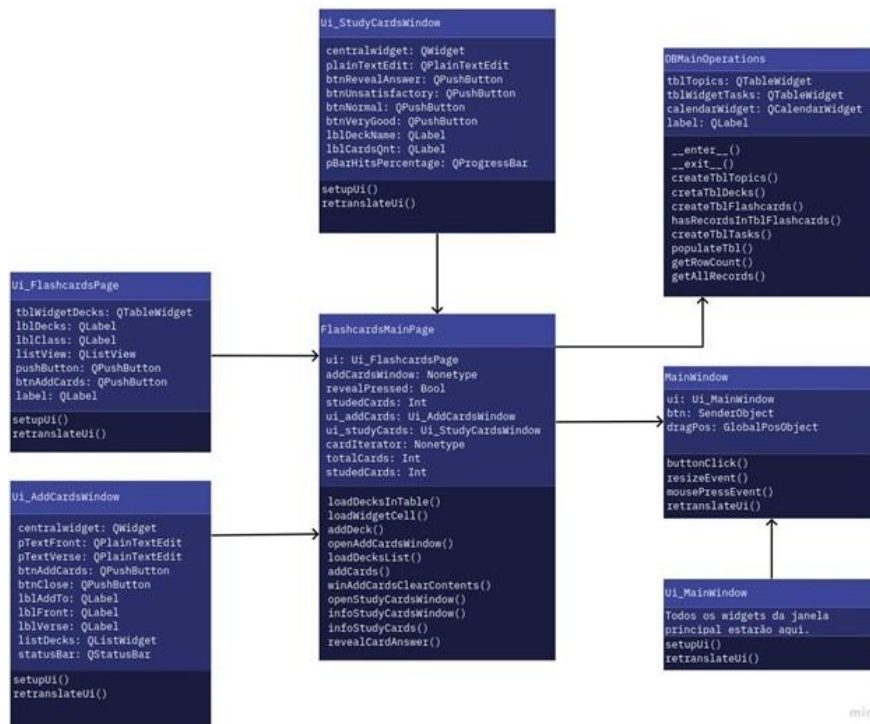 Ui_StudyCardsWindow
centralwidget: QWidget
plainTextEdit: QPlainTextEdit
btnRevealAnswer: QPushButton
btnUnsatisfactory: QPushButton
btnNormal: QPushButton
btnVeryGood: QPushButton
lblDeckName: QLabel
lblCardsQnt: QLabel
pBarHitsPercentage: QProgressBar
setupUi()
retranslateUi()
DBMainOperations
tblTopics: QTableWidget
tblWidgetTasks: QTableWidget
calendarWidget: QCalendarWidget
label: QLabel
__enter__()
__exit__()
createTblTopics()
cretaTblDecks()
createTblFlashcards()
hasRecordsInTblFlashcards()
createTblTasks()
populateTbl()
getRowCount()
getAllRecords()
Ui_FlashcardsPage
tblWidgetDecks: QTableWidget
lblDecks: QLabel
lblClass: QLabel
listView: QListView
pushButton: QPushButton
btnAddCards: QPushButton
label: QLabel
setupUi()
retranslateUi()
FlashcardsMainPage
ui: Ui_FlashcardsPage
addCardsWindow: Nonetype
revealPressed: Bool
studedCards: Int
ui_addCards: Ui_AddCardsWindow
ui_studyCards: Ui_StudyCardsWindow
cardIterator: Nonetype
totalCards: Int
studedCards: Int
loadDecksInTable()
loadWidgetCell()
addDeck()
openAddCardsWindow()
loadDecksList()
addCards()
winAddCardsClearContents()
openStudyCardsWindow()
infoStudyCardsWindow()
infoStudyCards()
revealCardAnswer()
MainWindow
ui: Ui_MainWindow
btn: SenderObject
dragPos: GlobalPosObject
buttonClick()
resizeEvent()
mousePressEvent()
retranslateUi()
Ui_AddCardsWindow
centralwidget: QWidget
pTextFront: QPlainTextEdit
pTextVerse: QPlainTextEdit
btnAddCards: QPushButton
btnClose: QPushButton
lblAddTo: QLabel
lblFront: QLabel
lblVerse: QLabel
listDecks: QListWidget
statusBar: QStatusBar
setupUi()
retranslateUi()
Ui_MainWindow
Todos os widgets da janela
principal estarão aqui.
setupUi()
retranslateUi()